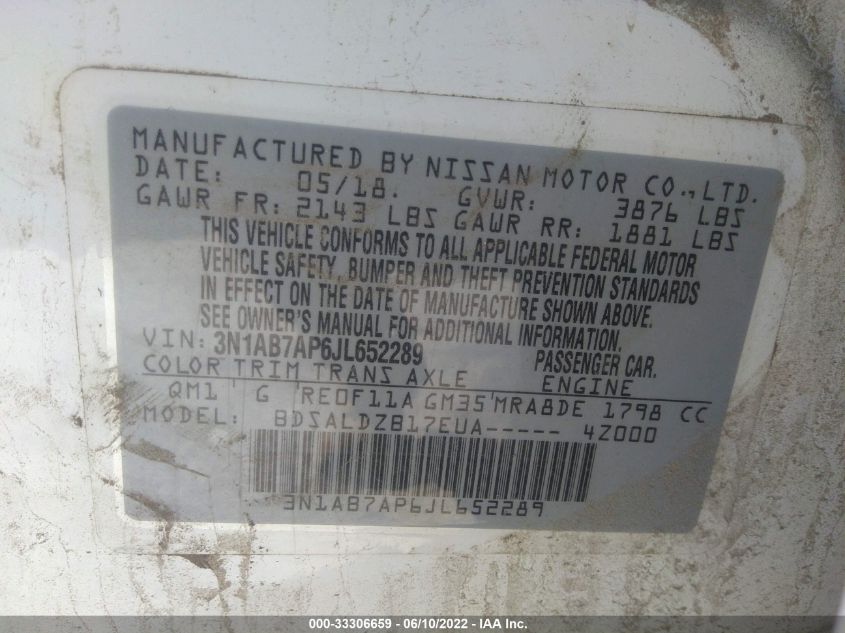 MANUFACTURED BY NISSAN MOTOR CO., LTD.
DATE: 05/18. GVWR: 3876 LBS
GAWR FR: 2143 LBS GAWR RR: 1881 LBS
THIS VEHICLE CONFORMS TO ALL APPLICABLE FEDERAL MOTOR
VEHICLE SAFETY, BUMPER AND THEFT PREVENTION STANDARDS
IN EFFECT ON THE DATE OF MANUFACTURE SHOWN ABOVE.
SEE OWNER'S MANUAL FOR ADDITIONAL INFORMATION.
VIN: 3N1AB7AP6JL652289 PASSENGER CAR.
COLOR TRIM TRANS AXLE ENGINE
QM1 G RE0F11A GM35 MRA8DE 1798 CC
MODEL: BDSALDZB17EUA----- 4Z000
3N1AB7AP6JL652289
000-33306659 - 06/10/2022 - IAA Inc.